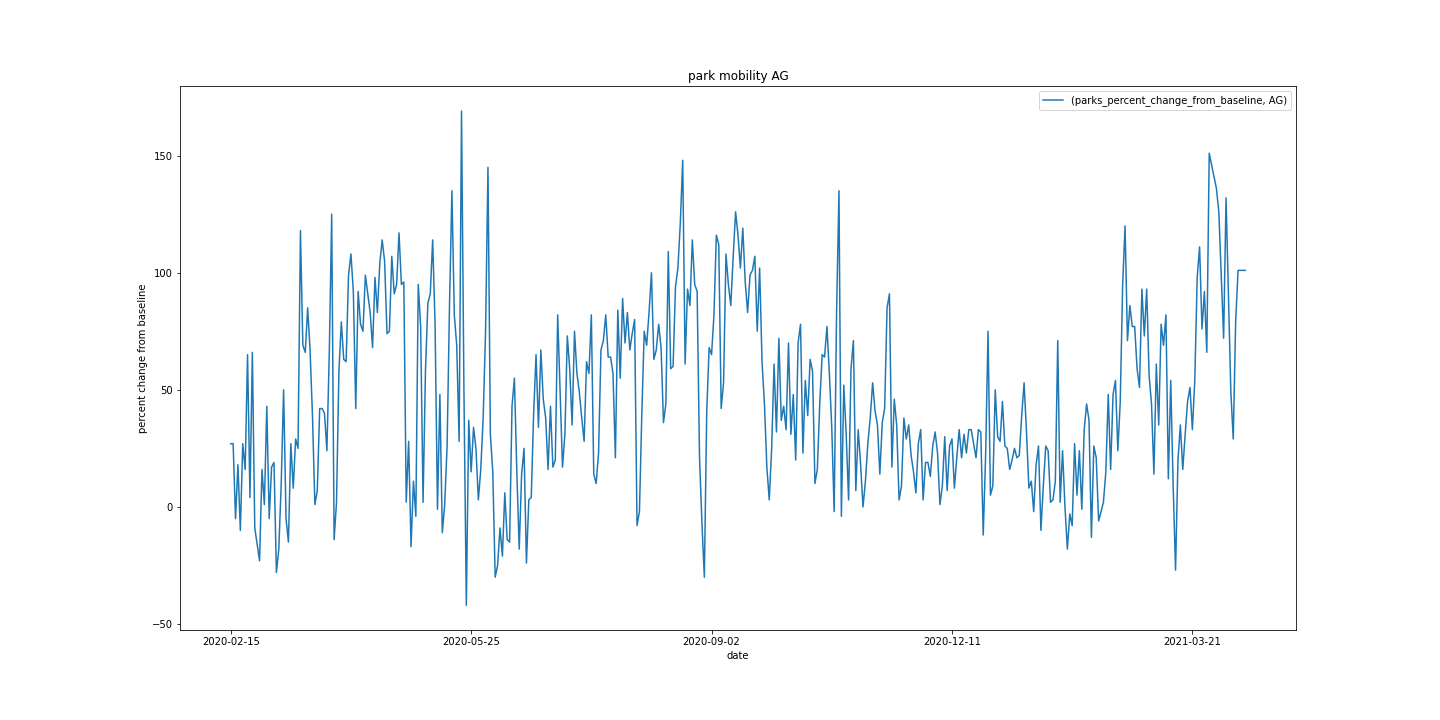 park mobility AG
(parks_percent_change_from_baseline, AG)
percent change from baseline
150
100
50
0
−50
2020-02-15
2020-05-25
2020-09-02
2020-12-11
2021-03-21
date